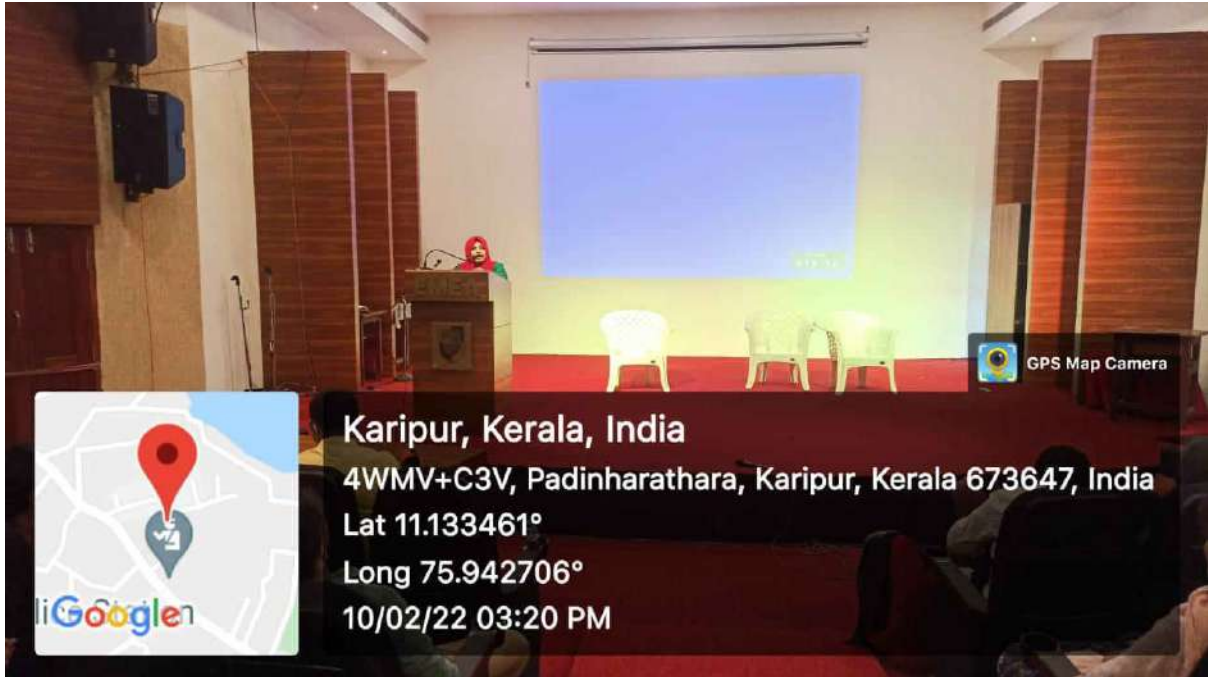 GPS Map Camera
Karipur, Kerala, India
4WMV+C3V, Padinharathara, Karipur, Kerala 673647, India
Lat 11.133461°
Long 75.942706°
10/02/22 03:20 PM
Google